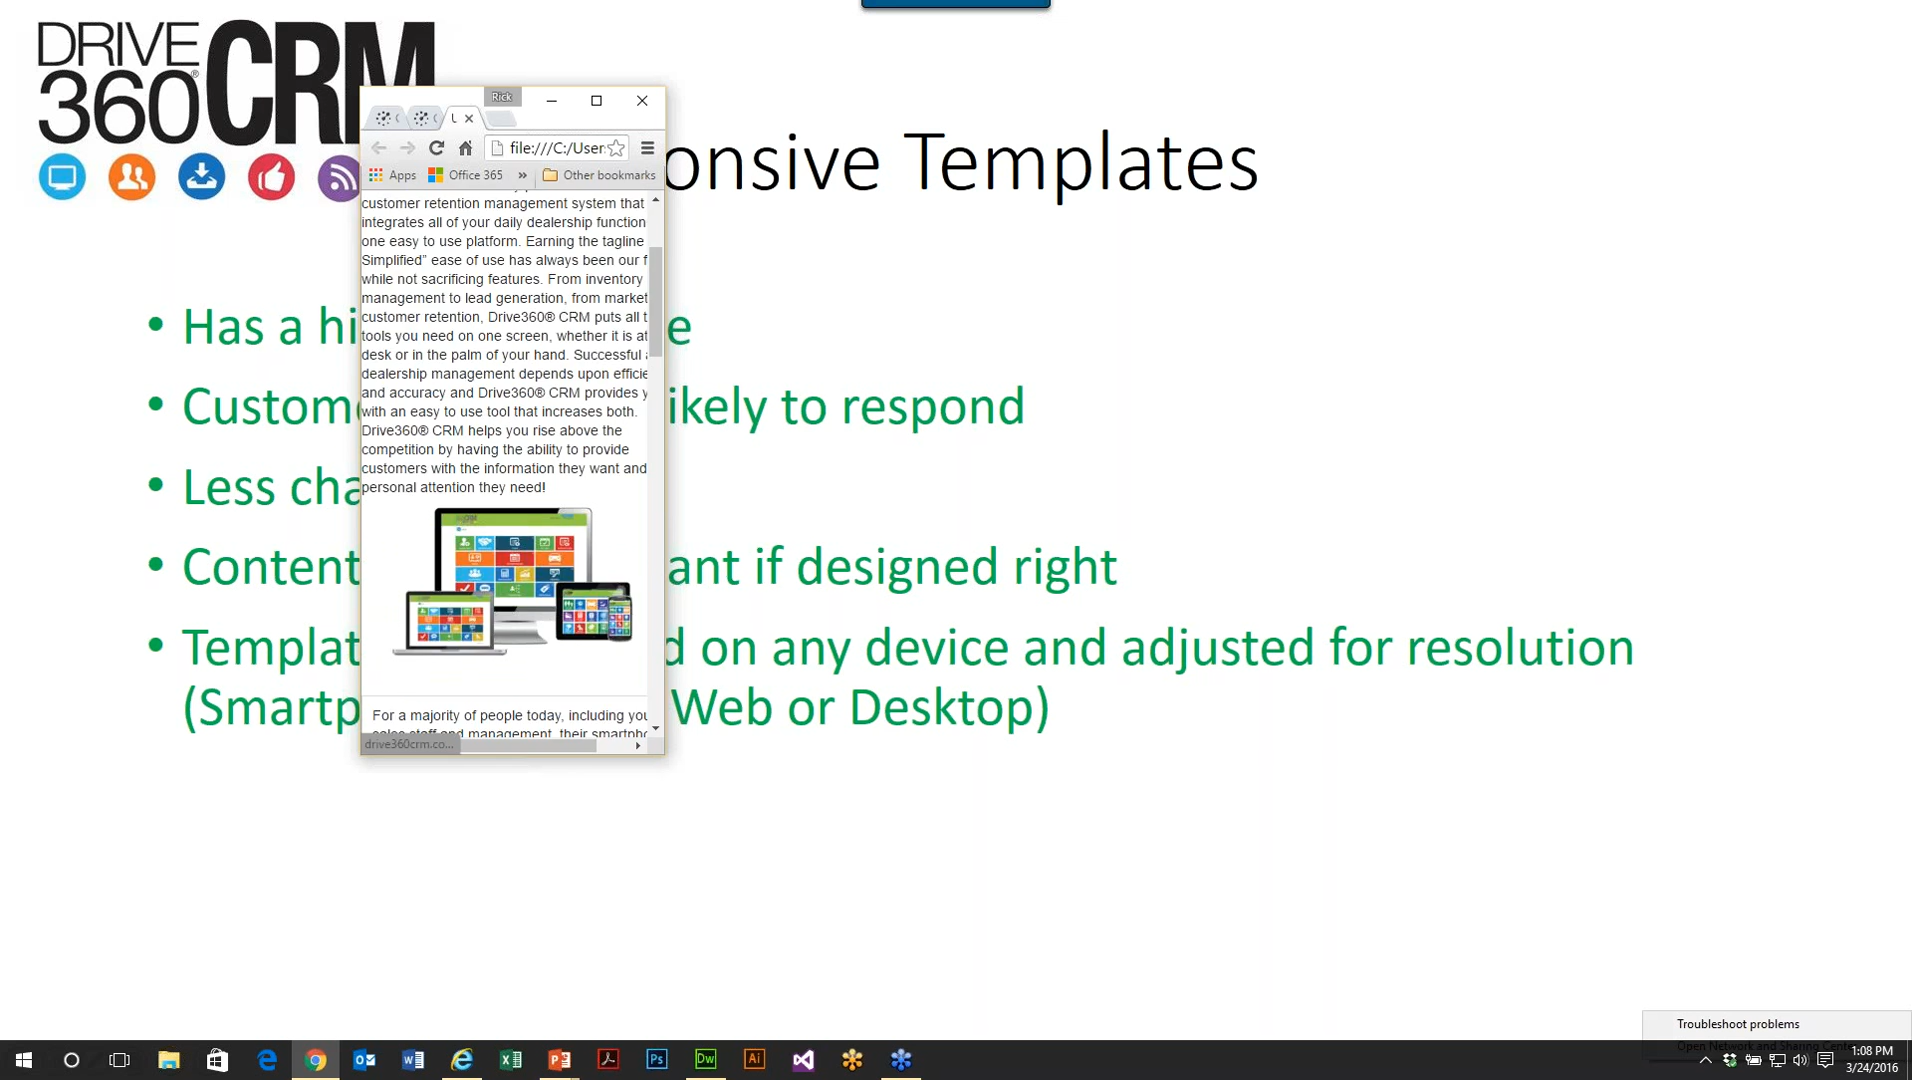 DRIVE
360® CRM
onsive Templates
• Has a hi
e
• Custome
ikely to respond
• Less cha
• Content
ant if designed right
• Templat
d on any device and adjusted for resolution
(Smartp
Web or Desktop)
Rick
file:///C:/User
Apps
Office 365
»
Other bookmarks
customer retention management system that
integrates all of your daily dealership function
one easy to use platform. Earning the tagline
Simplified” ease of use has always been our f
while not sacrificing features. From inventory
management to lead generation, from market
customer retention, Drive360® CRM puts all t
tools you need on one screen, whether it is at
desk or in the palm of your hand. Successful
dealership management depends upon efficie
and accuracy and Drive360® CRM provides y
with an easy to use tool that increases both.
Drive360® CRM helps you rise above the
competition by having the ability to provide
customers with the information they want and
personal attention they need!
For a majority of people today, including you
sales staff and management, their smartpho
drive360crm.co...
Troubleshoot problems
Open Network and Sharing Cente
1:08 PM
3/24/2016